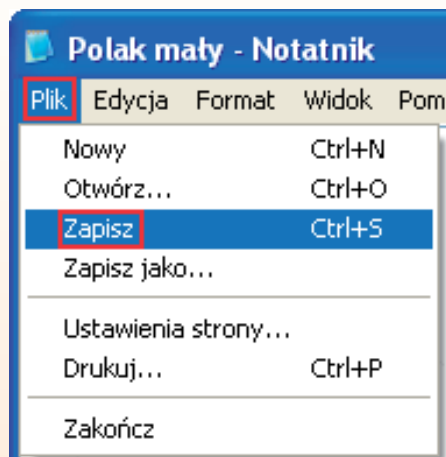 Polak mały - Notatnik
Plik Edycja Format Widok Pom
Nowy Ctrl+N
Otwórz... Ctrl+O
Zapisz Ctrl+S
Zapisz jako...
Ustawienia strony...
Drukuj... Ctrl+P
Zakończ